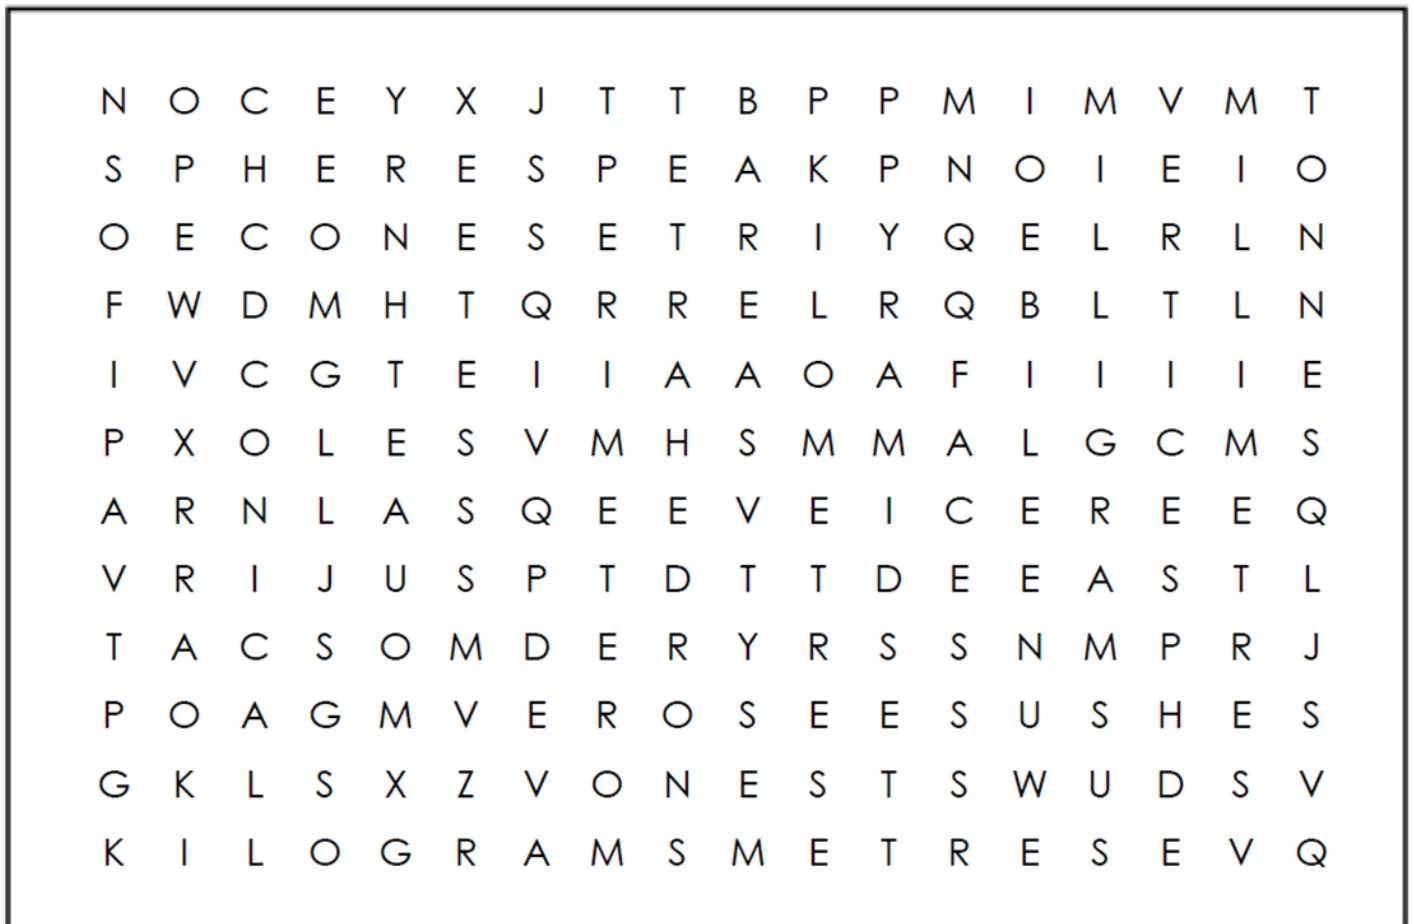 N O C E Y X J T T B P P M I M V M T
S P H E R E S P E A K P N O I E I O
O E C O N E S E T R I Y Q E L R L N
F W D M H T Q R R E L R Q B L T L N
I V C G T E I I A A O A F I I I I E
P X O L E S V M H S M M A L G C M S
A R N L A S Q E E V E I C E R E E Q
V R I J U S P T D T T D E E A S T L
T A C S O M D E R Y R S S N M P R J
P O A G M V E R O S E E S U S H E S
G K L S X Z V O N E S T S W U D S V
K I L O G R A M S M E T R E S E V Q